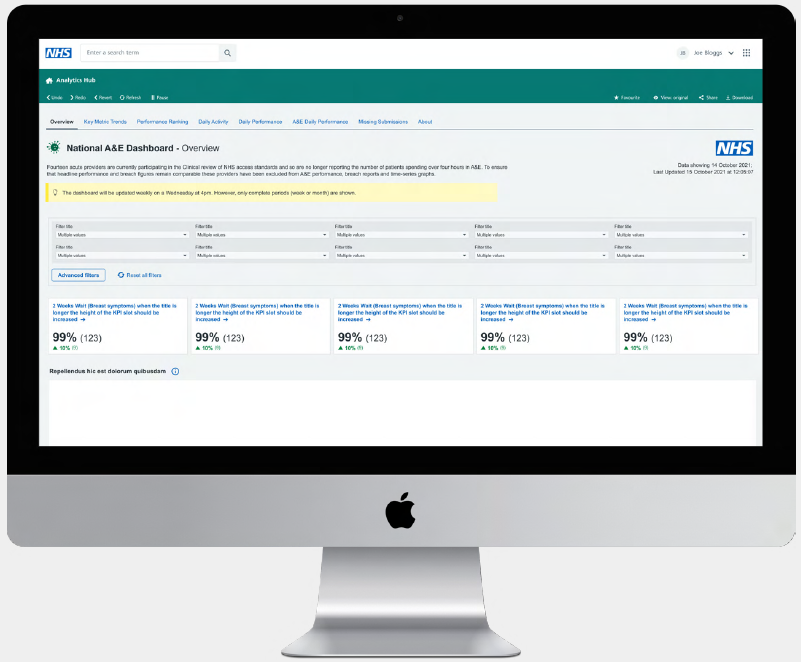 NHS
Enter a search term
JB
Joe Bloggs
Analytics Hub
Undo Redo Revert Refresh Pause
Favourite View: original Share Download
Overview Key Metric Trends Performance Ranking Daily Activity Daily Performance A&E Daily Performance Missing Submissions About
National A&E Dashboard - Overview
NHS
Fourteen acute providers are currently participating in the Clinical review of NHS access standards and so are no longer reporting the number of patients spending over four hours in A&E. To ensure
that headline performance and breach figures remain comparable these providers have been excluded from A&E performance, breach reports and time-series graphs.
Data showing 14 October 2021;
Last Updated 15 October 2021 at 12:05:07
The dashboard will be updated weekly on a Wednesday at 4pm. However, only complete periods (week or month) are shown.
Filter title Filter title Filter title Filter title Filter title
Multiple values Multiple values Multiple values Multiple values Multiple values
Filter title Filter title Filter title Filter title Filter title
Multiple values Multiple values Multiple values Multiple values Multiple values
Advanced filters Reset all filters
2 Weeks Wait (Breast symptoms) when the title is
longer the height of the KPI slot should be
increased →
99% (123)
▲ 10% (9)
2 Weeks Wait (Breast symptoms) when the title is
longer the height of the KPI slot should be
increased →
99% (123)
▲ 10% (9)
2 Weeks Wait (Breast symptoms) when the title is
longer the height of the KPI slot should be
increased →
99% (123)
▲ 10% (9)
2 Weeks Wait (Breast symptoms) when the title is
longer the height of the KPI slot should be
increased →
99% (123)
▲ 10% (9)
2 Weeks Wait (Breast symptoms) when the title is
longer the height of the KPI slot should be
increased →
99% (123)
▲ 10% (9)
Repellendus hic est dolorum quibusdam